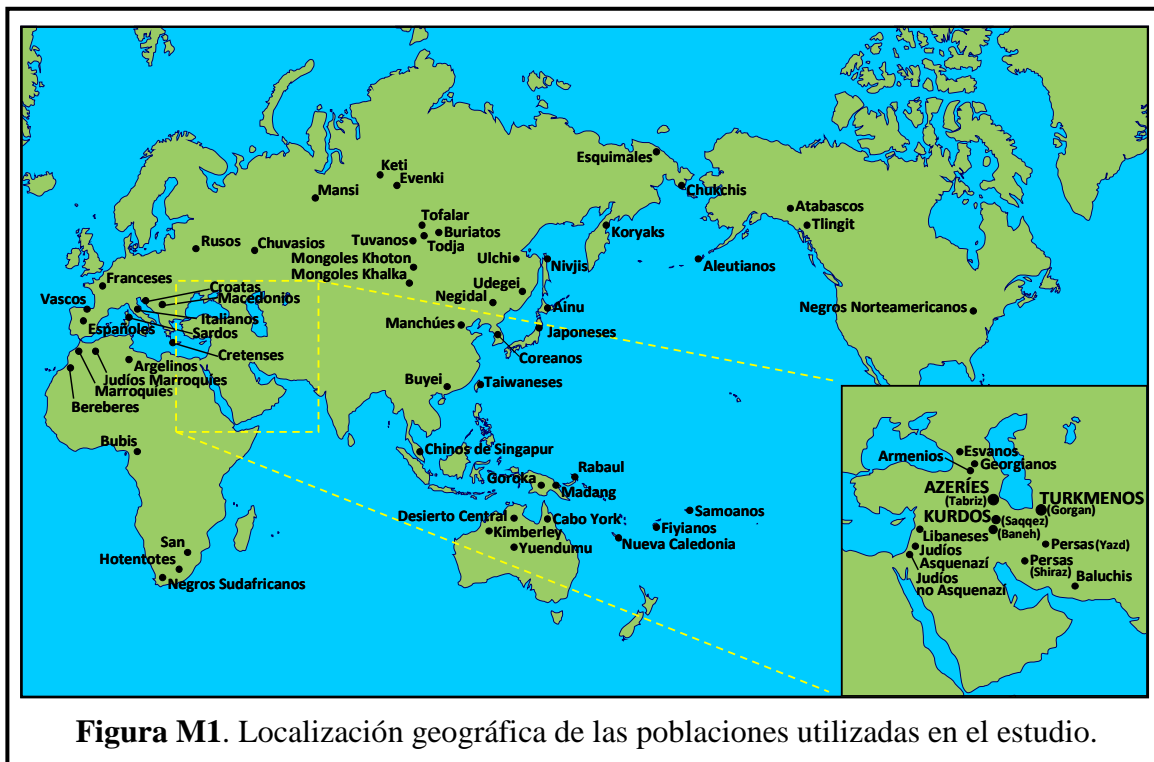 Esquimales
Keti
Evenki
Mansi
Chukchis
Atabascos
Tlingit
Tofalar
Buriatos
Koryaks
Tuvanos
Todja
Rusos
Chuvasios
Mongoles Khoton
Ulchi
Nivjis
Aleutianos
Mongoles Khalka
Franceses
Udegei
Croatas
Negidal
Vascos
Macedonios
Ainu
Negros Norteamericanos
Italianos
Españoles
Sardos
Manchúes
Japoneses
Cretenses
Coreanos
Argelinos
Judíos Marroquíes
Marroquíes
Bereberes
Buyei
Taiwaneses
Bubis
Chinos de Singapur
Rabaul
Goroka
Madang
Samoanos
Desierto Central
Cabo York
Fiyianos
Kimberley
Nueva Caledonia
Yuendumu
San
Hotentotes
Negros Sudafricanos
Esvanos
Armenios
Georgianos
AZERÍES
(Tabriz)
TURKMENOS
(Gorgan)
KURDOS
(Saqqez)
(Baneh)
Libaneses
Persas (Yazd)
Judíos
Asquenazí
Persas
(Shiraz)
Baluchis
Judíos
no Asquenazí
Figura M1. Localización geográfica de las poblaciones utilizadas en el estudio.